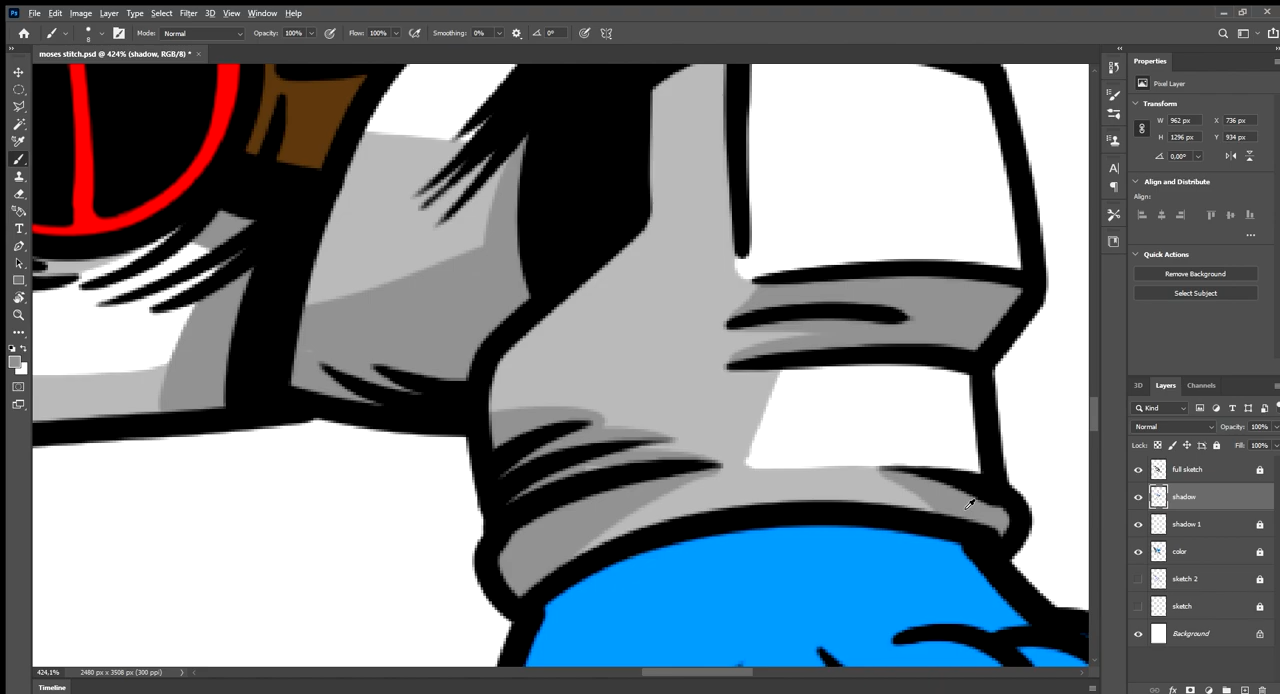 Ps File Edit Image Layer Type Select Filter 3D View Window Help
8 Mode: Normal Opacity: 100% Flow: 100% Smoothing: 0% 0°
moses stitch.psd @ 424% (shadow, RGB/8) * ×
Properties
Pixel Layer
Transform
W 962 px X 736 px
H 1296 px Y 934 px
0,00°
Align and Distribute
Align:
Quick Actions
Remove Background
Select Subject
3D Layers Channels
Kind
Normal Opacity: 100%
Lock: Fill: 100%
full sketch
shadow
shadow 1
color
sketch 2
sketch
Background
fx
424.1% 2480 px x 3508 px (300 ppi)
Timeline